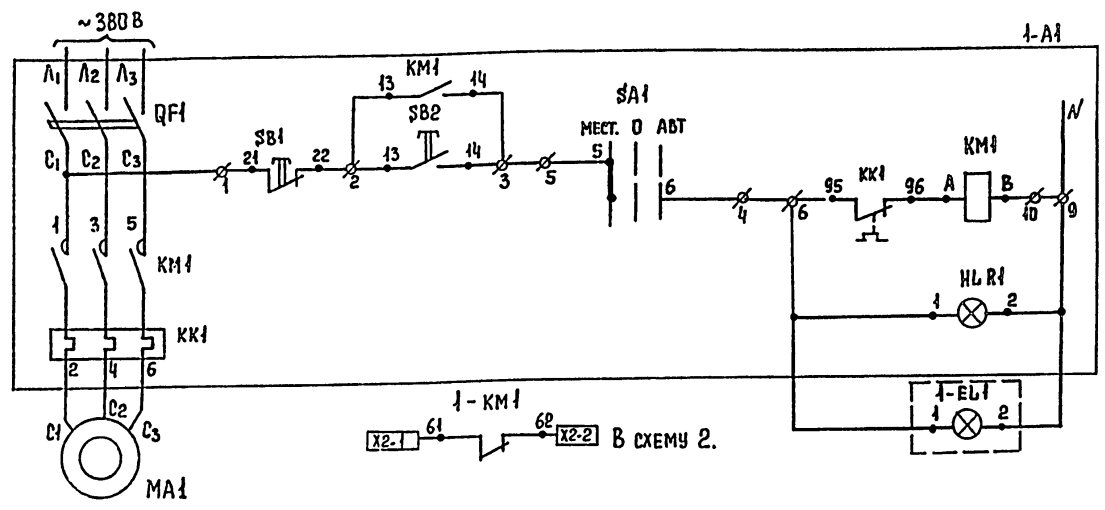 ~380В
1-А1
Л1 Л2 Л3
QF1
С1 С2 С3
SB1
21 22
1
КМ1
13 14
SB2
13 14
2 3 5
SА1
МЕСТ. 0 АВТ
5
6
4 6
95 КК1 96
А КМ1 В
10 9
N
1 3 5
КМ1
КК1
2 4 6
HLR1
1 2
1-EL1
1 2
С1 С2 С3
МА1
1-КМ1
Х2-1 61 62 Х2-2 В СХЕМУ 2.